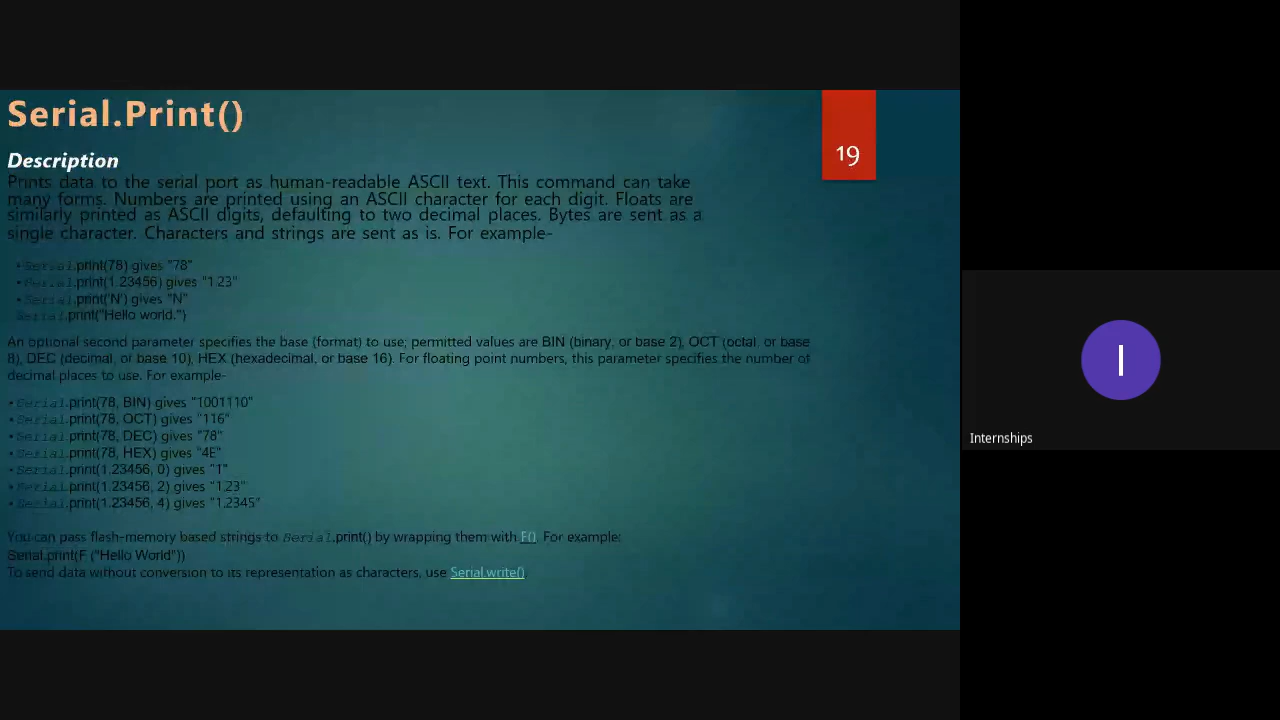 Serial.Print()
19
Description
Prints data to the serial port as human-readable ASCII text. This command can take
many forms. Numbers are printed using an ASCII character for each digit. Floats are
similarly printed as ASCII digits, defaulting to two decimal places. Bytes are sent as a
single character. Characters and strings are sent as is. For example-
•Serial.print(78) gives "78"
•Serial.print(1.23456) gives "1.23"
•Serial.print('N') gives "N"
Serial.print("Hello world.")
An optional second parameter specifies the base (format) to use; permitted values are BIN (binary, or base 2), OCT (octal, or base
8), DEC (decimal, or base 10), HEX (hexadecimal, or base 16). For floating point numbers, this parameter specifies the number of
decimal places to use. For example-
•Serial.print(78, BIN) gives "1001110"
•Serial.print(78, OCT) gives "116"
•Serial.print(78, DEC) gives "78"
•Serial.print(78, HEX) gives "4E"
•Serial.print(1.23456, 0) gives "1"
•Serial.print(1.23456, 2) gives "1.23"
•Serial.print(1.23456, 4) gives "1.2345"
You can pass flash-memory based strings to Serial.print() by wrapping them with F(). For example:
Serial.print(F ("Hello World"))
To send data without conversion to its representation as characters, use Serial.write()
I
Internships